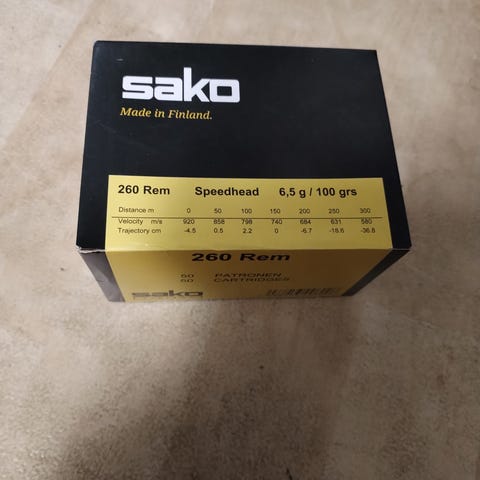 sako
Made in Finland.
260 Rem Speedhead 6,5 g / 100 grs
Distance m 0 50 100 150 200 250 300
Velocity m/s 920 858 798 740 684 631 580
Trajectory cm -4.5 0.5 2.2 0 -6.7 -18.6 -36.8
260 Rem
50 PATRONEN
50 CARTRIDGES
sako